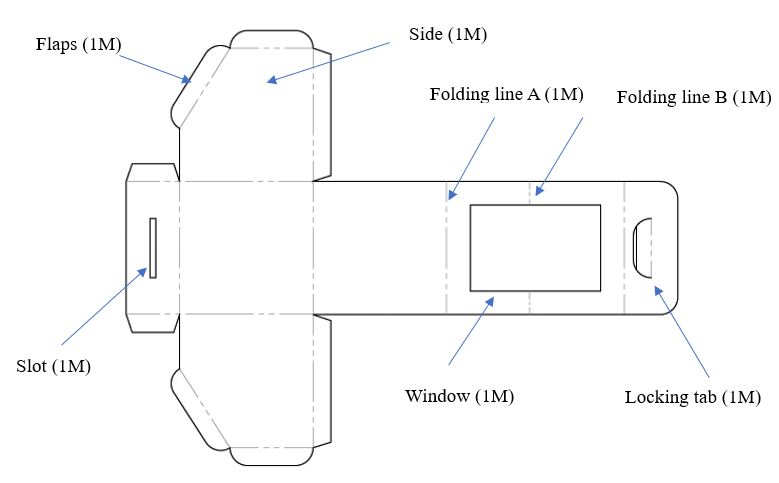 Side (1M)
Flaps (1M)
Folding line A (1M)
Folding line B (1M)
Slot (1M)
Window (1M)
Locking tab (1M)